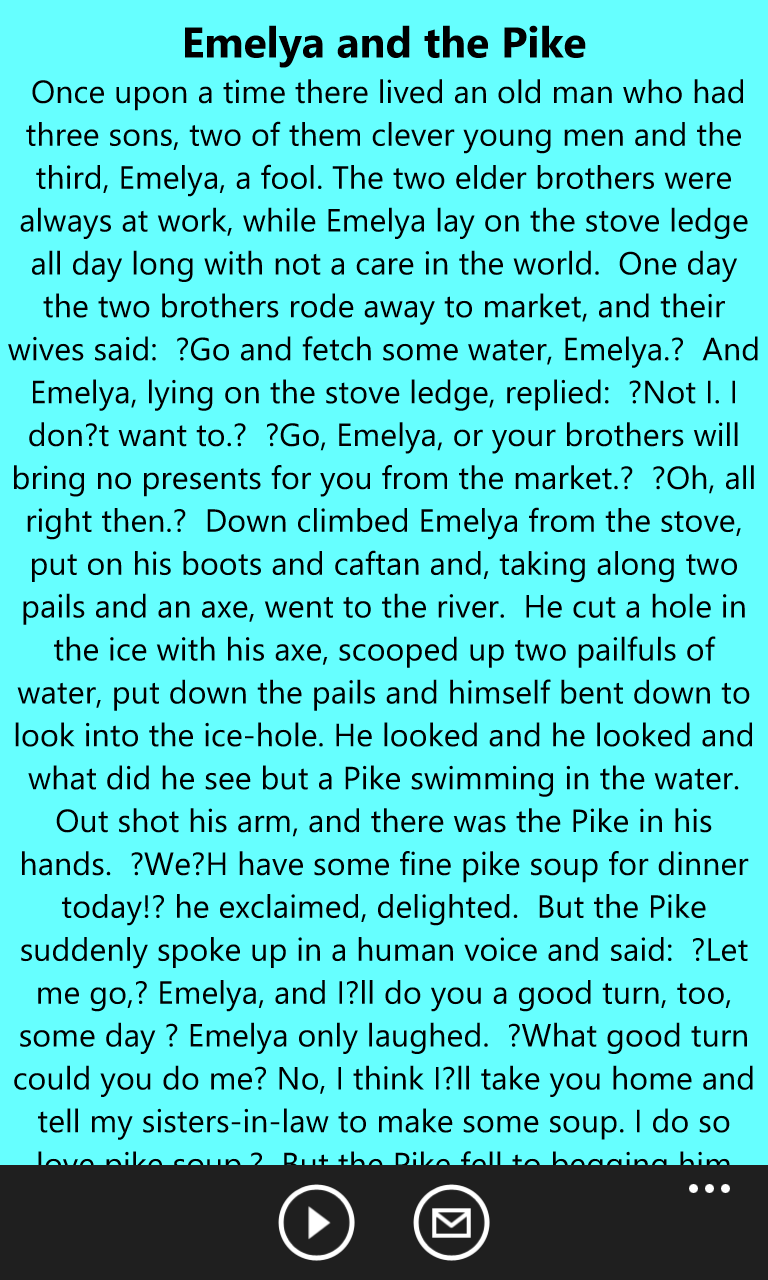 Emelya and the Pike
Once upon a time there lived an old man who had
three sons, two of them clever young men and the
third, Emelya, a fool. The two elder brothers were
always at work, while Emelya lay on the stove ledge
all day long with not a care in the world.  One day
the two brothers rode away to market, and their
wives said:  ?Go and fetch some water, Emelya.?  And
Emelya, lying on the stove ledge, replied:  ?Not I. I
don?t want to.?  ?Go, Emelya, or your brothers will
bring no presents for you from the market.?  ?Oh, all
right then.?  Down climbed Emelya from the stove,
put on his boots and caftan and, taking along two
pails and an axe, went to the river.  He cut a hole in
the ice with his axe, scooped up two pailfuls of
water, put down the pails and himself bent down to
look into the ice-hole. He looked and he looked and
what did he see but a Pike swimming in the water.
Out shot his arm, and there was the Pike in his
hands.  ?We?H have some fine pike soup for dinner
today!? he exclaimed, delighted.  But the Pike
suddenly spoke up in a human voice and said:  ?Let
me go,? Emelya, and I?ll do you a good turn, too,
some day ? Emelya only laughed.  ?What good turn
could you do me? No, I think I?ll take you home and
tell my sisters-in-law to make some soup. I do so
love pike soup.?  But the Pike fell to begging him